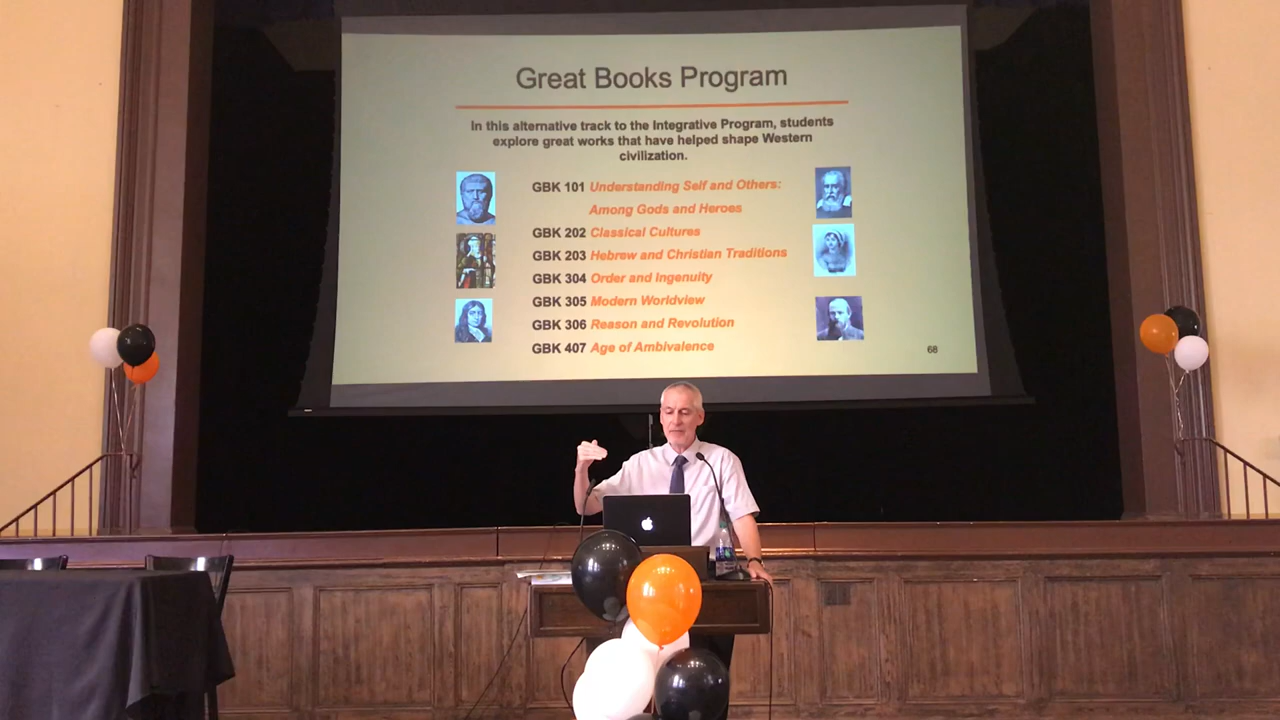 Great Books Program
In this alternative track to the Integrative Program, students
explore great works that have helped shape Western
civilization.
GBK 101 Understanding Self and Others:
Among Gods and Heroes
GBK 202 Classical Cultures
GBK 203 Hebrew and Christian Traditions
GBK 304 Order and Ingenuity
GBK 305 Modern Worldview
GBK 306 Reason and Revolution
GBK 407 Age of Ambivalence
68